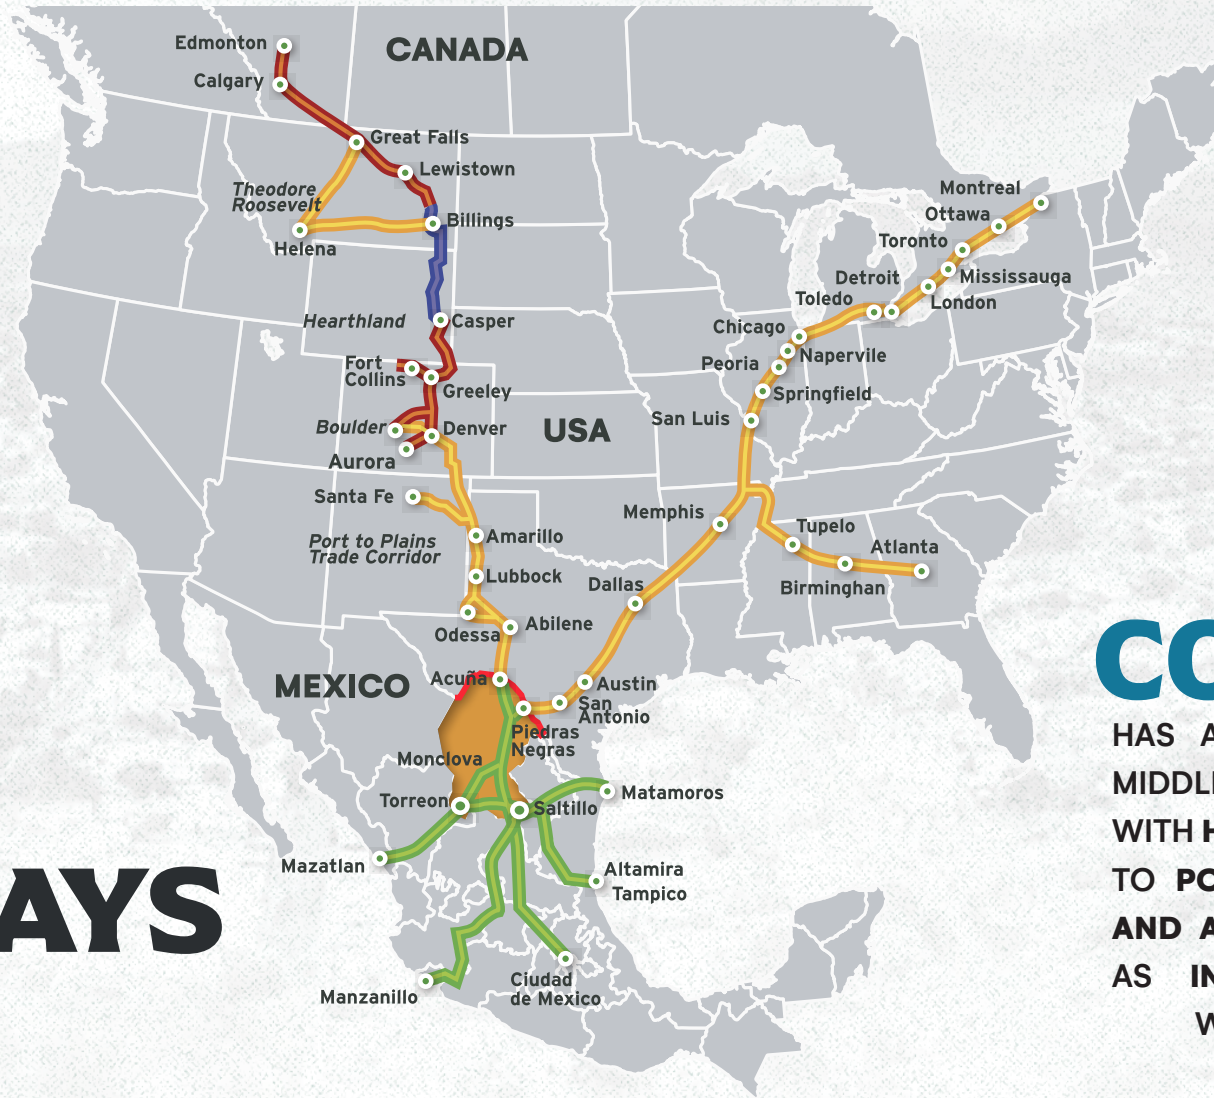 Edmonton
CANADA
Calgary
Great Falls
Lewistown
Theodore
Roosevelt
Billings
Helena
Montreal
Ottawa
Toronto
Detroit
Mississauga
Toledo
London
Hearthland
Casper
Chicago
Naperville
Fort
Collins
Peoria
Greeley
Springfield
Boulder
Denver
USA
San Luis
Aurora
Santa Fe
Memphis
Tupelo
Amarillo
Port to Plains
Trade Corridor
Atlanta
Lubbock
Dallas
Birminghan
Odessa
Abilene
MEXICO
Acuña
Austin
San
Antonio
Piedras
Negras
Monclova
Torreon
Saltillo
Matamoros
Mazatlan
Altamira
Tampico
Ciudad
de Mexico
Manzanillo
AYS
CO
HAS A
MIDDL
WITH H
TO PO
AND A
AS IN
W